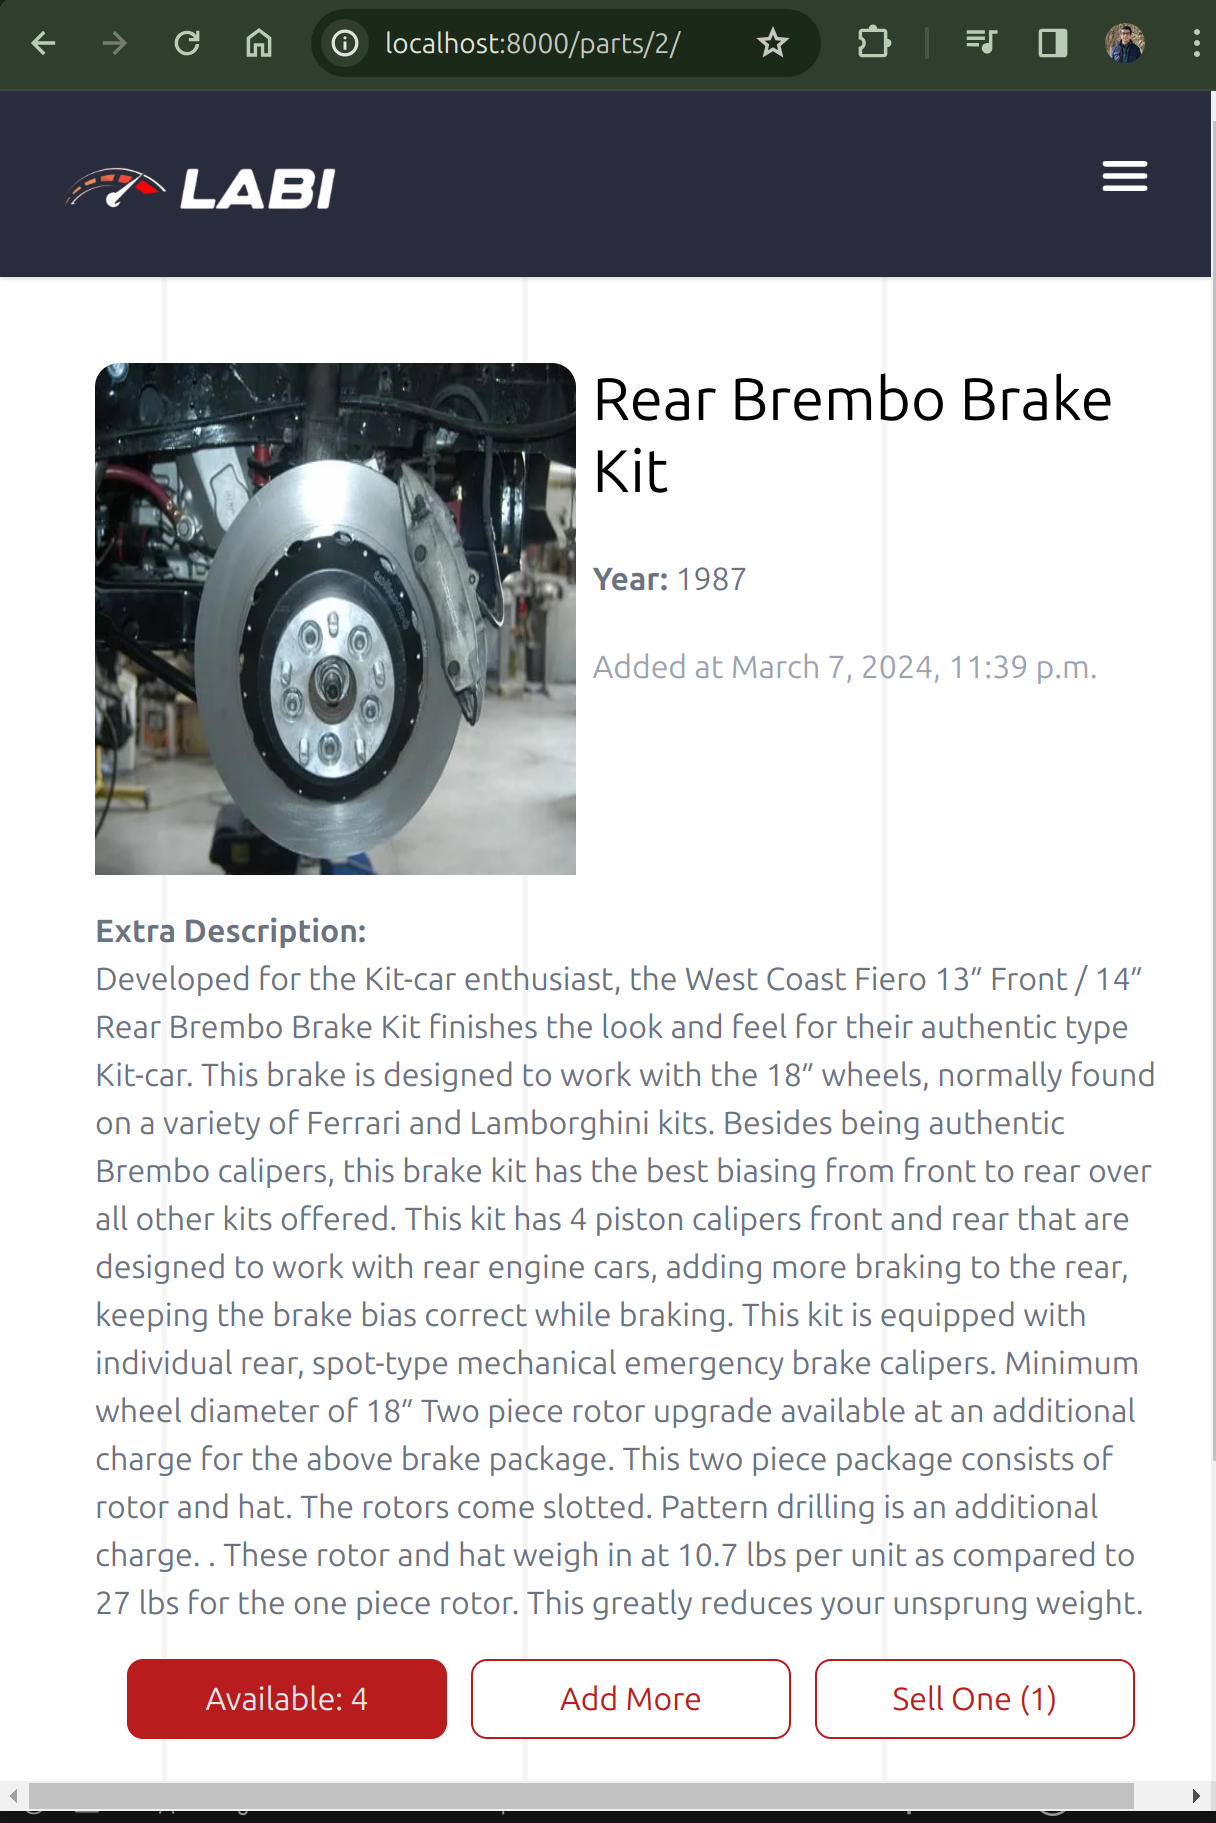 localhost:8000/parts/2/
LABI
Rear Brembo Brake
Kit
Year: 1987
Added at March 7, 2024, 11:39 p.m.
Extra Description:
Developed for the Kit-car enthusiast, the West Coast Fiero 13” Front / 14”
Rear Brembo Brake Kit finishes the look and feel for their authentic type
Kit-car. This brake is designed to work with the 18” wheels, normally found
on a variety of Ferrari and Lamborghini kits. Besides being authentic
Brembo calipers, this brake kit has the best biasing from front to rear over
all other kits offered. This kit has 4 piston calipers front and rear that are
designed to work with rear engine cars, adding more braking to the rear,
keeping the brake bias correct while braking. This kit is equipped with
individual rear, spot-type mechanical emergency brake calipers. Minimum
wheel diameter of 18” Two piece rotor upgrade available at an additional
charge for the above brake package. This two piece package consists of
rotor and hat. The rotors come slotted. Pattern drilling is an additional
charge. . These rotor and hat weigh in at 10.7 lbs per unit as compared to
27 lbs for the one piece rotor. This greatly reduces your unsprung weight.
Available: 4
Add More
Sell One (1)